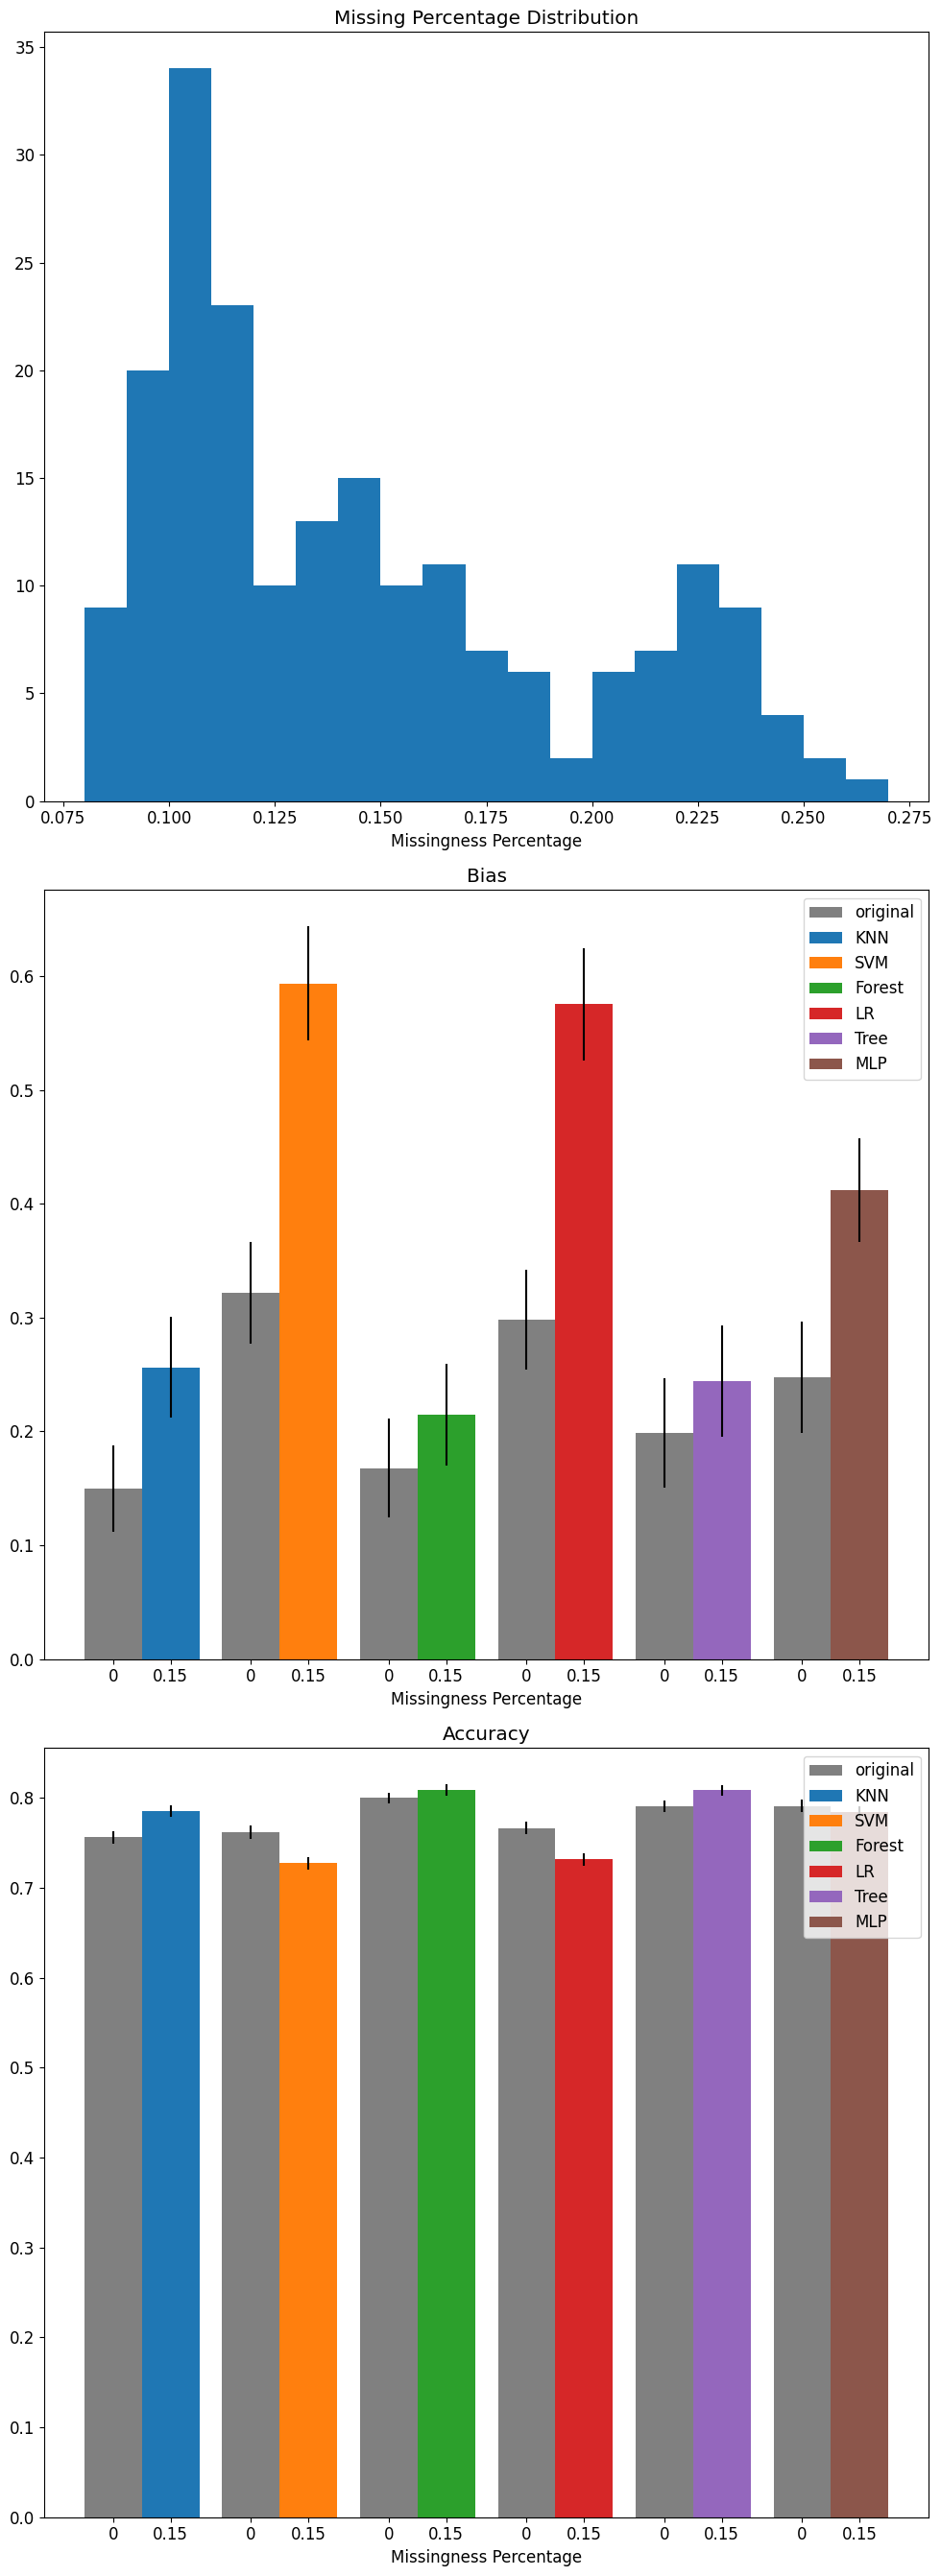 Missing Percentage Distribution
35
30
25
20
15
10
5
0
0.075 0.100 0.125 0.150 0.175 0.200 0.225 0.250 0.275
Missingness Percentage
Bias
0.6
0.5
0.4
0.3
0.2
0.1
0.0
original
KNN
SVM
Forest
LR
Tree
MLP
0 0.15 0 0.15 0 0.15 0 0.15 0 0.15 0 0.15
Missingness Percentage
Accuracy
0.8
0.7
0.6
0.5
0.4
0.3
0.2
0.1
0.0
original
KNN
SVM
Forest
LR
Tree
MLP
0 0.15 0 0.15 0 0.15 0 0.15 0 0.15 0 0.15
Missingness Percentage